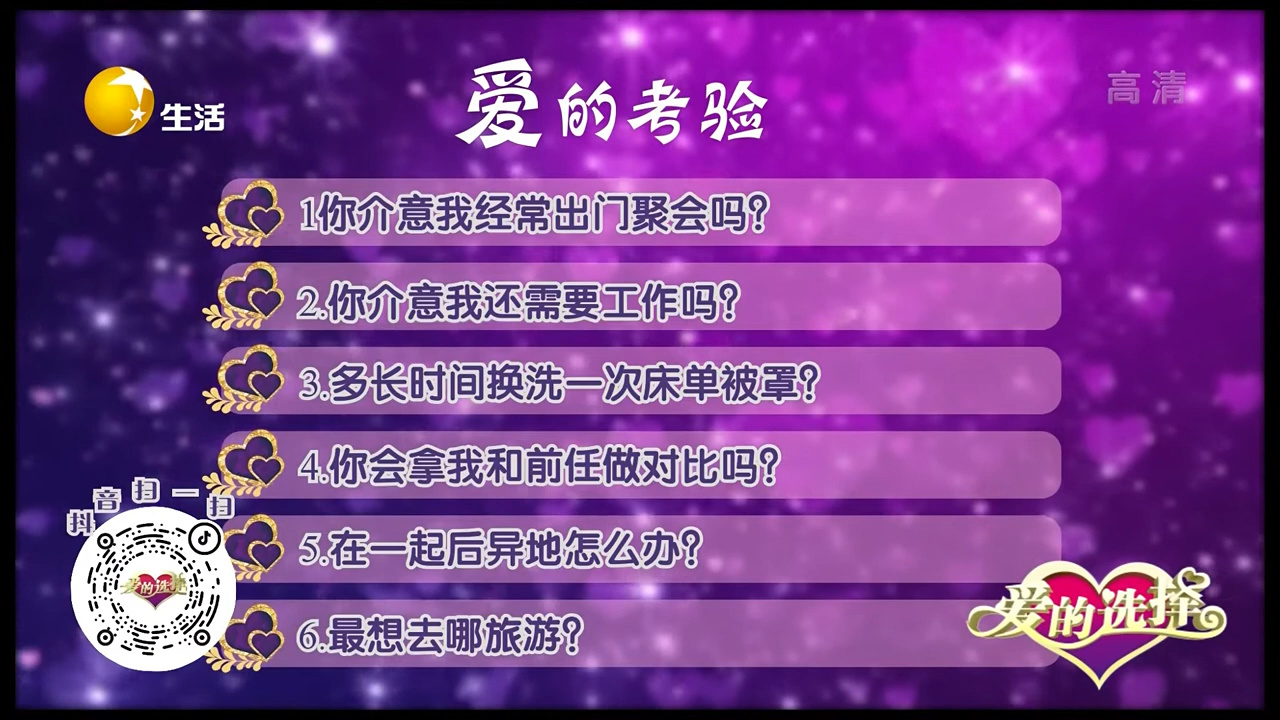 生活
爱的考验
高清
1你介意我经常出门聚会吗?
2.你介意我还需要工作吗?
3.多长时间换洗一次床单被罩?
4.你会拿我和前任做对比吗?
5.在一起后异地怎么办?
6.最想去哪旅游?
抖音扫一扫
爱的选择
爱的选择